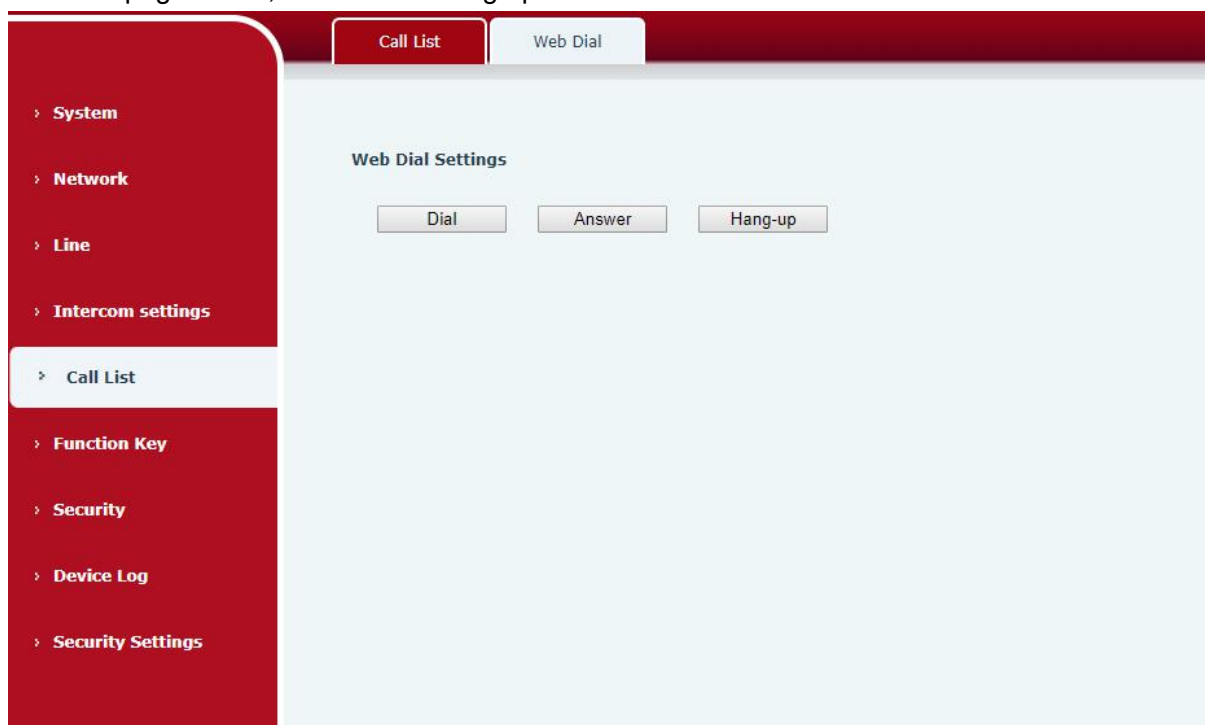 Call List
Web Dial
System
Network
Line
Intercom settings
Call List
Function Key
Security
Device Log
Security Settings
Web Dial Settings
Dial
Answer
Hang-up